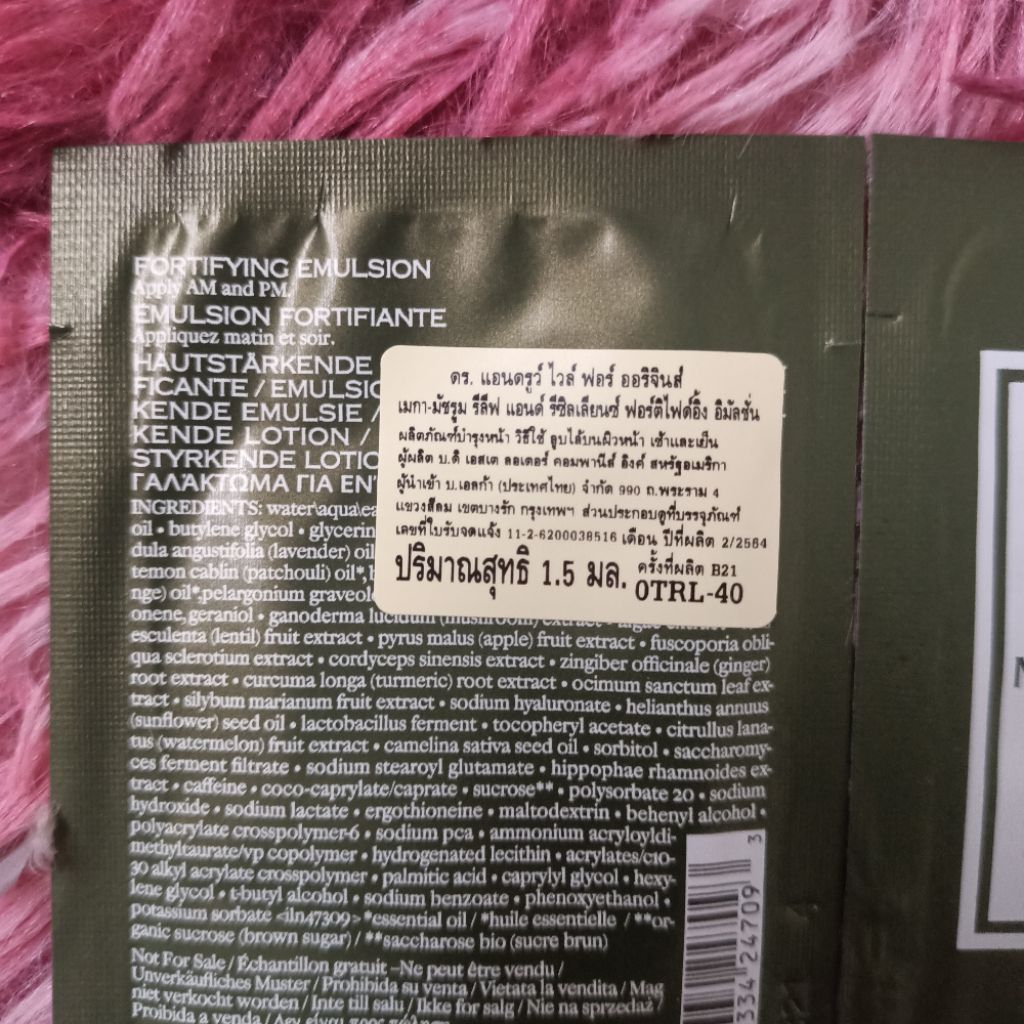 FORTIFYING EMULSION
Apply AM and PM.
EMULSION FORTIFIANTE
Appliquez matin et soir.
HAUTSTÄRKENDE
FICANTE / EMULSIO
KENDE EMULSIE /
KENDE LOTION /
STYRKENDE LOTIO
ΓΑΛΑΚΤΩΜΑ ΓΙΑ ΕΝ
INGREDIENTS: water\aqua\ea
oil • butylene glycol • glycerin
dula angustifolia (lavender) oil
temon cablin (patchouli) oil*,
nge) oil*,pelargonium graveol
onene,geraniol • ganoderma lucidum (mushroom) extract •
esculenta (lentil) fruit extract • pyrus malus (apple) fruit extract • fuscoporia obli-
qua sclerotium extract • cordyceps sinensis extract • zingiber officinale (ginger)
root extract • curcuma longa (turmeric) root extract • ocimum sanctum leaf ex-
tract • silybum marianum fruit extract • sodium hyaluronate • helianthus annuus
(sunflower) seed oil • lactobacillus ferment • tocopheryl acetate • citrullus lana-
tus (watermelon) fruit extract • camelina sativa seed oil • sorbitol • saccharomy-
ces ferment filtrate • sodium stearoyl glutamate • hippophae rhamnoides ex-
tract • caffeine • coco-caprylate/caprate • sucrose** • polysorbate 20 • sodium
hydroxide • sodium lactate • ergothioneine • maltodextrin • behenyl alcohol •
polyacrylate crosspolymer-6 • sodium pca • ammonium acryloyldi-
methyltaurate/vp copolymer • hydrogenated lecithin • acrylates/c10-
30 alkyl acrylate crosspolymer • palmitic acid • caprylyl glycol • hexy-
lene glycol • t-butyl alcohol • sodium benzoate • phenoxyethanol •
potassium sorbate <iln47309> *essential oil / *huile essentielle / **or-
ganic sucrose (brown sugar) / **saccharose bio (sucre brun)
Not For Sale / Échantillon gratuit –Ne peut être vendu /
Unverkäufliches Muster / Prohibida su venta / Vietata la vendita / Mag
niet verkocht worden / Inte till salu / Ikke for salg / Nie na sprzedaż /
Proibida a venda / Δεν είναι προς πώληση
ดร. แอนดรูว์ ไวล์ ฟอร์ ออริจินส์
เมกา-มัชรูม รีลีฟ แอนด์ รีซิลเลียนซ์ ฟอร์ติไฟด์อิ้ง อิมัลชั่น
ผลิตภัณฑ์บำรุงหน้า วิธีใช้ ลูบไล้บนผิวหน้า เช้าและเย็น
ผู้ผลิต บ.ดิ เอสเต ลอเดอร์ คอมพานีส์ อิงค์ สหรัฐอเมริกา
ผู้นำเข้า บ.เอลก้า (ประเทศไทย) จำกัด 990 ถ.พระราม 4
แขวงสีลม เขตบางรัก กรุงเทพฯ ส่วนประกอบดูที่บรรจุภัณฑ์
เลขที่ใบรับจดแจ้ง 11-2-6200038516 เดือน ปีที่ผลิต 2/2564
ปริมาณสุทธิ 1.5 มล. ครั้งที่ผลิต B21
0TRL-40
334 24709 3